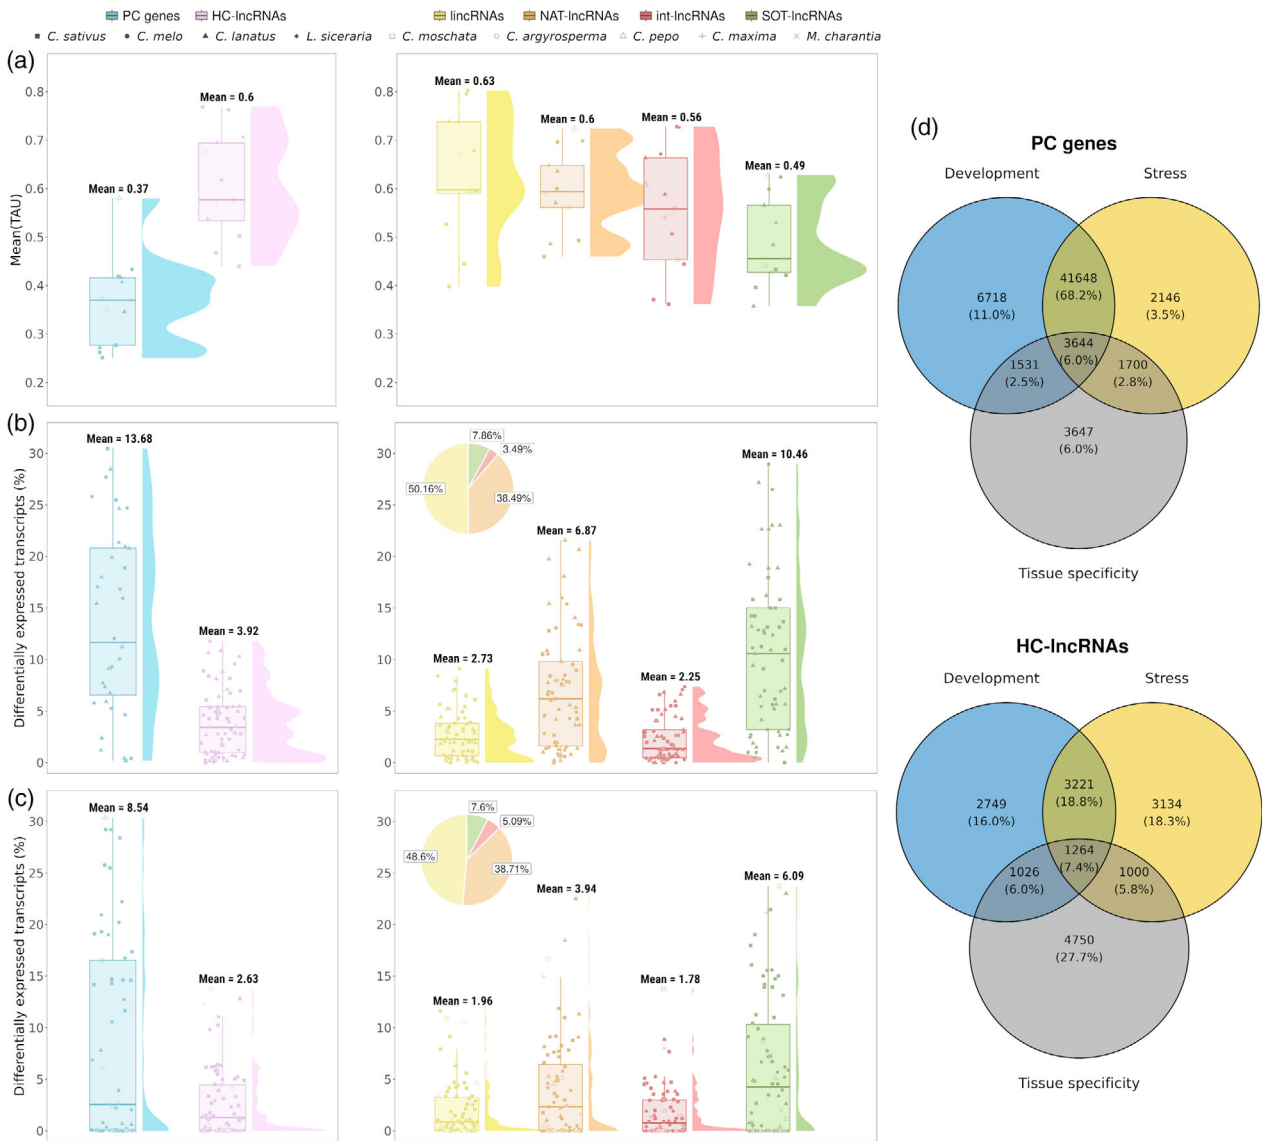 PC genes HC-lncRNAs lincRNAs NAT-lncRNAs int-lncRNAs SOT-lncRNAs
C. sativus C. melo C. lanatus L. siceraria C. moschata C. argyrosperma C. pepo C. maxima M. charantia
(a)
Mean(TAU)
0.8
0.7
0.6
0.5
0.4
0.3
0.2
Mean = 0.37
Mean = 0.6
Mean = 0.63
Mean = 0.6
Mean = 0.56
Mean = 0.49
(b)
Differentially expressed transcripts (%)
30
25
20
15
10
5
0
Mean = 13.68
Mean = 3.92
7.86%
3.49%
50.16%
38.49%
Mean = 2.73
Mean = 6.87
Mean = 2.25
Mean = 10.46
(c)
Differentially expressed transcripts (%)
30
25
20
15
10
5
0
Mean = 8.54
Mean = 2.63
7.6%
5.09%
48.6%
38.71%
Mean = 1.96
Mean = 3.94
Mean = 1.78
Mean = 6.09
(d)
PC genes
Development Stress
6718
(11.0%)
41648
(68.2%)
2146
(3.5%)
3644
(6.0%)
1531
(2.5%)
1700
(2.8%)
3647
(6.0%)
Tissue specificity
HC-lncRNAs
Development Stress
2749
(16.0%)
3221
(18.8%)
3134
(18.3%)
1264
(7.4%)
1026
(6.0%)
1000
(5.8%)
4750
(27.7%)
Tissue specificity